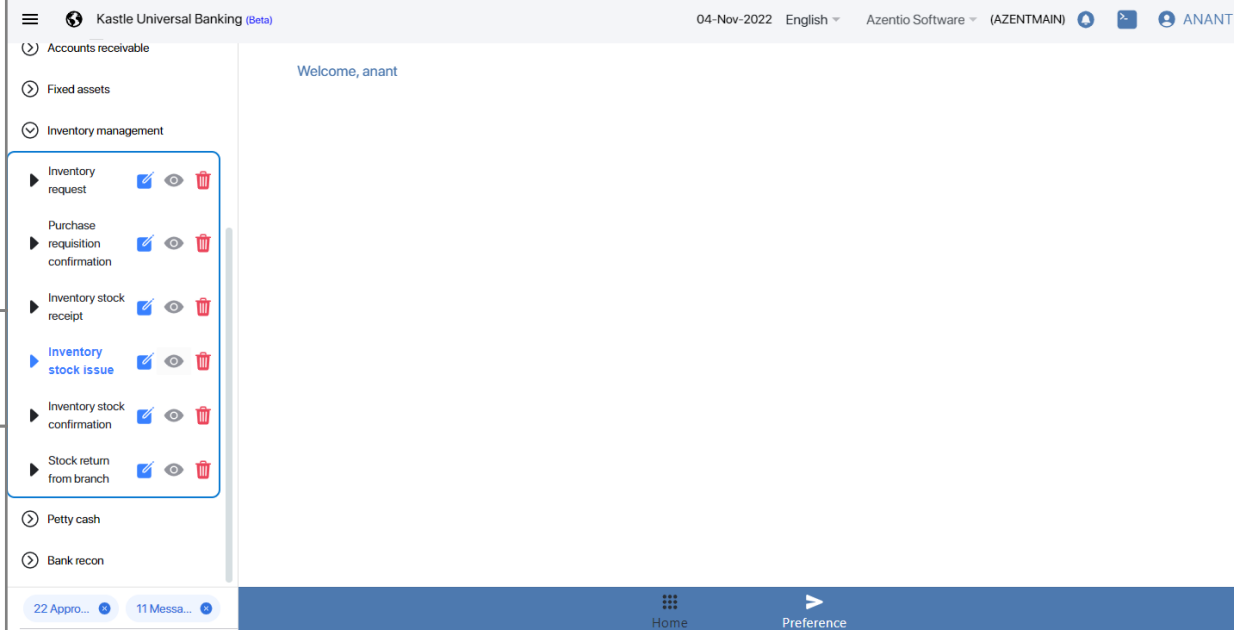 Kastle Universal Banking (Beta)
04-Nov-2022 English Azentio Software (AZENTMAIN) ANANT
Accounts receivable
Fixed assets
Inventory management
Inventory
request
Purchase
requisition
confirmation
Inventory stock
receipt
Inventory
stock issue
Inventory stock
confirmation
Stock return
from branch
Petty cash
Bank recon
22 Appro...
11 Messa...
Welcome, anant
Home
Preference